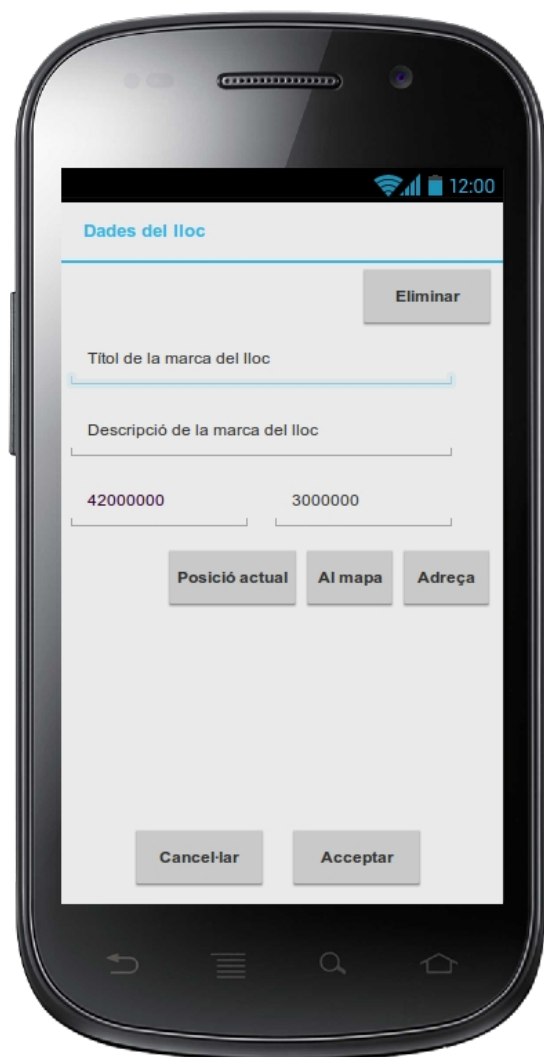 12:00
Dades del lloc
Eliminar
Títol de la marca del lloc
Descripció de la marca del lloc
42000000 3000000
Posició actual Al mapa Adreça
Cancel·lar Acceptar